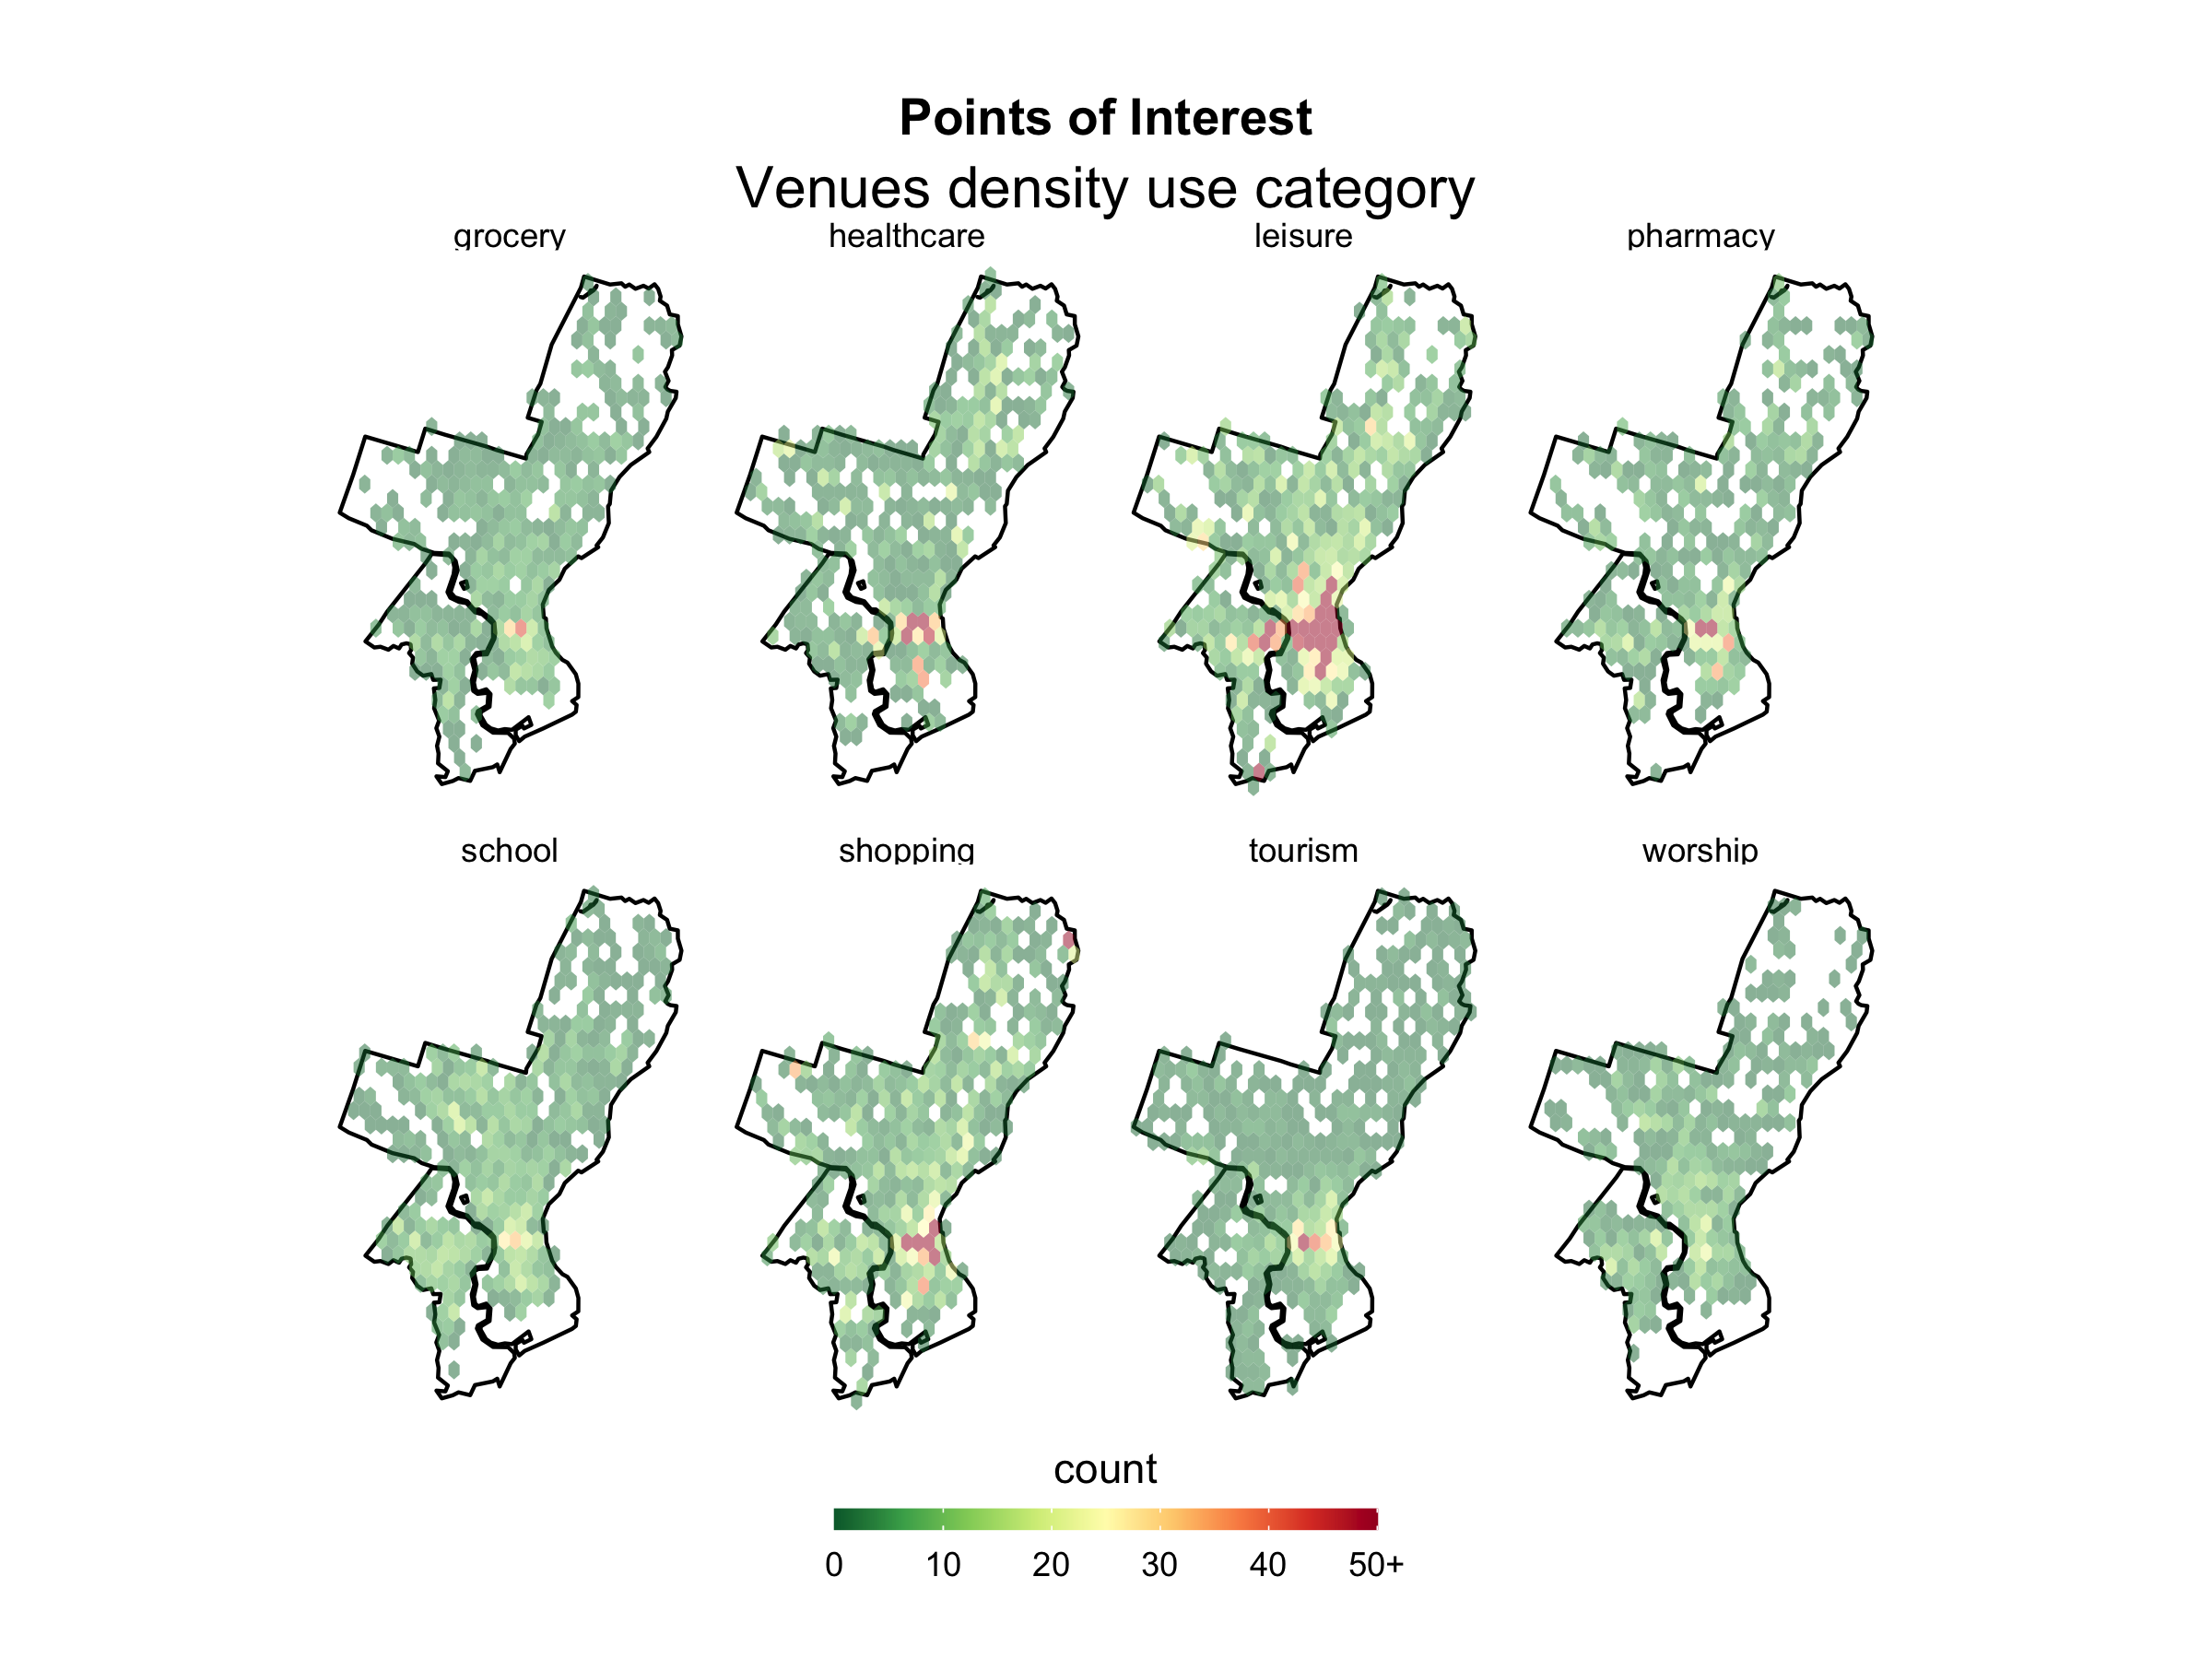 Points of Interest
Venues density use category
grocery healthcare leisure pharmacy
school shopping tourism worship
count
0 10 20 30 40 50+